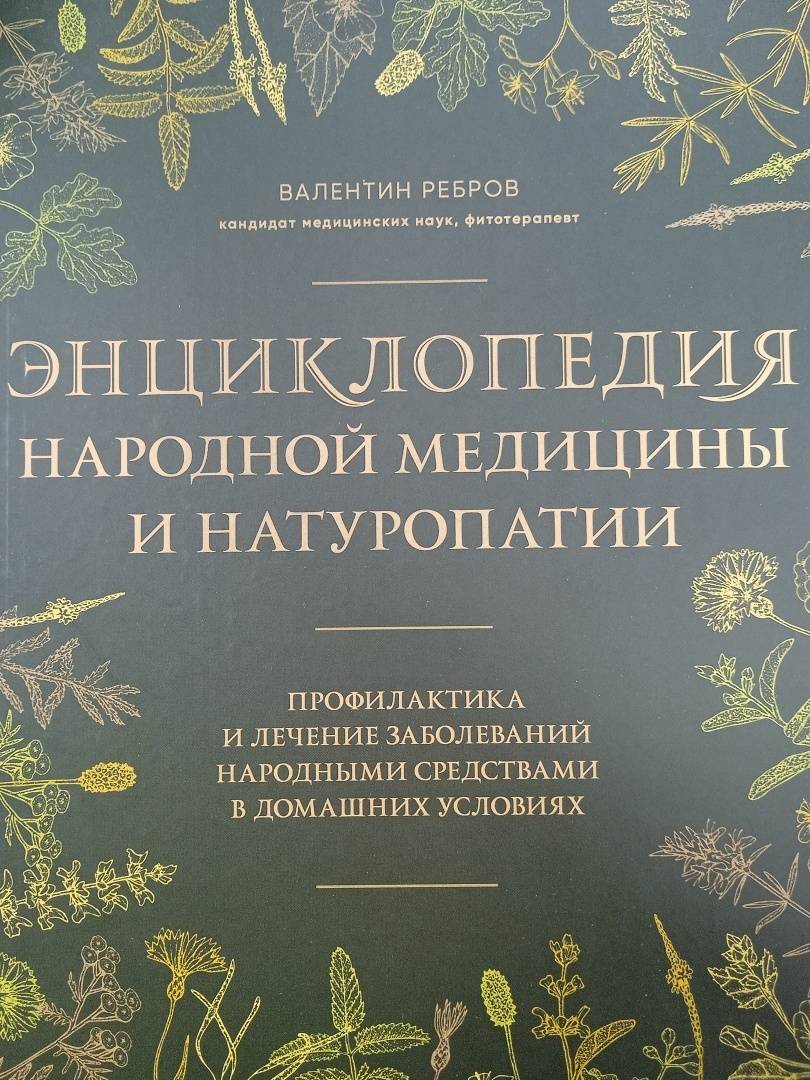 ВАЛЕНТИН РЕБРОВ
кандидат медицинских наук, фитотерапевт
ЭНЦИКЛОПЕДИЯ
НАРОДНОЙ МЕДИЦИНЫ
И НАТУРОПАТИИ
ПРОФИЛАКТИКА
И ЛЕЧЕНИЕ ЗАБОЛЕВАНИЙ
НАРОДНЫМИ СРЕДСТВАМИ
В ДОМАШНИХ УСЛОВИЯХ